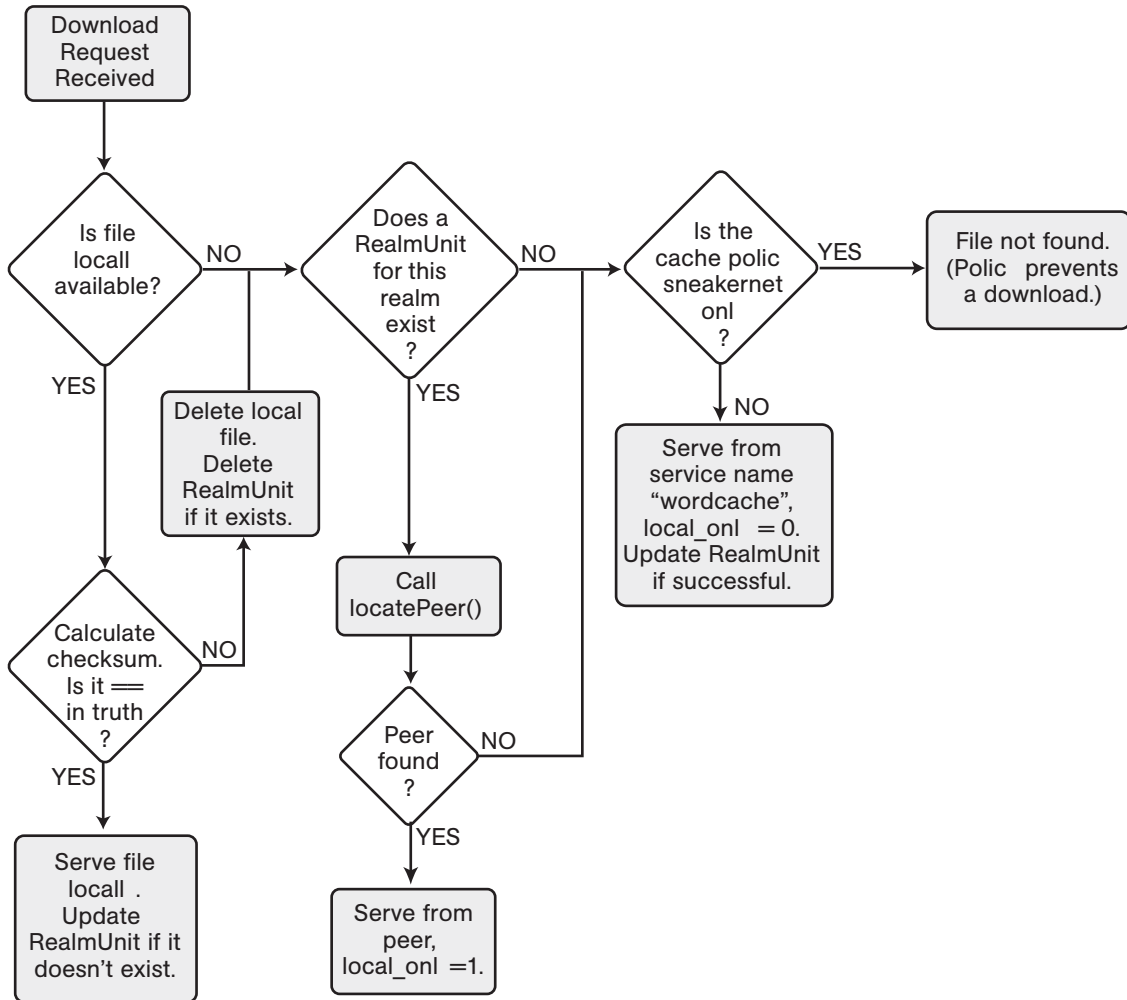 Download
Request
Received
Is file
locall
available?
NO
YES
Delete local
file.
Delete
RealmUnit
if it exists.
Calculate
checksum.
Is it ==
in truth
?
NO
YES
Serve file
locall .
Update
RealmUnit if it
doesn't exist.
Does a
RealmUnit
for this
realm
exist
?
NO
YES
Call
locatePeer()
Peer
found
?
NO
YES
Serve from
peer,
local_onl =1.
Is the
cache polic
sneakernet
onl
?
YES
NO
File not found.
(Polic prevents
a download.)
Serve from
service name
“wordcache”,
local_onl = 0.
Update RealmUnit
if successful.